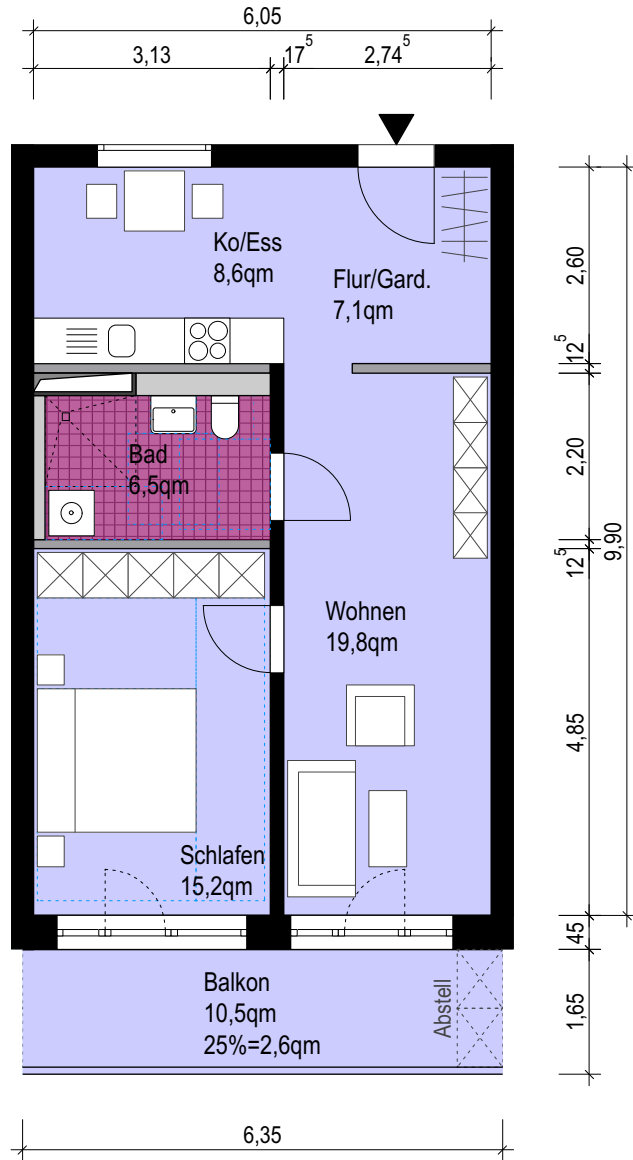 6,05
3,13
17⁵
2,74⁵
Ko/Ess
8,6qm
Flur/Gard.
7,1qm
2,60
12⁵
Bad
6,5qm
2,20
9,90
12⁵
Wohnen
19,8qm
4,85
Schlafen
15,2qm
45
Balkon
10,5qm
25%=2,6qm
Abstell
1,65
6,35